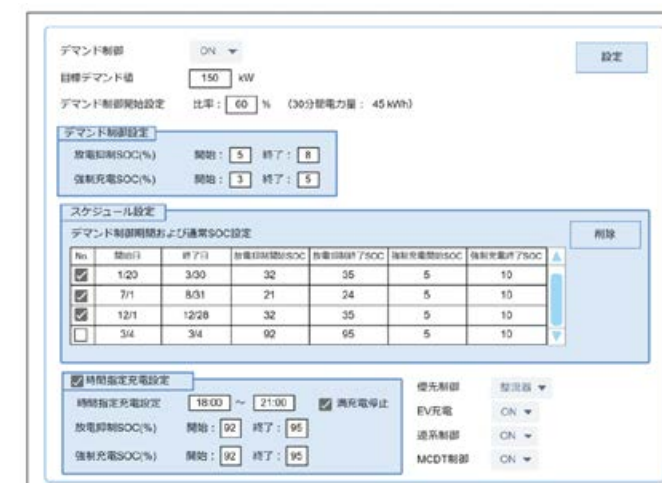 デマンド制御 ON
設定
目標デマンド値 150 kW
デマンド制御開始設定 比率： 60 % （30分間電力量： 45 kWh）
デマンド制御設定
放電抑制SOC(%) 開始： 5 終了： 8
強制充電SOC(%) 開始： 3 終了： 5
スケジュール設定
デマンド制御期間および通常SOC設定
削除
No. 開始日 終了日 放電抑制開始SOC 放電抑制終了SOC 強制充電開始SOC 強制充電終了SOC
1/20 3/30 32 35 5 10
7/1 8/31 21 24 5 10
12/1 12/28 32 35 5 10
3/4 3/4 92 95 5 10
時間指定充電設定
時間指定充電設定 18:00 ～ 21:00 満充電停止
放電抑制SOC(%) 開始： 92 終了： 95
強制充電SOC(%) 開始： 92 終了： 95
優先制御 整流器
EV充電 ON
連系制御 ON
MCDT制御 ON